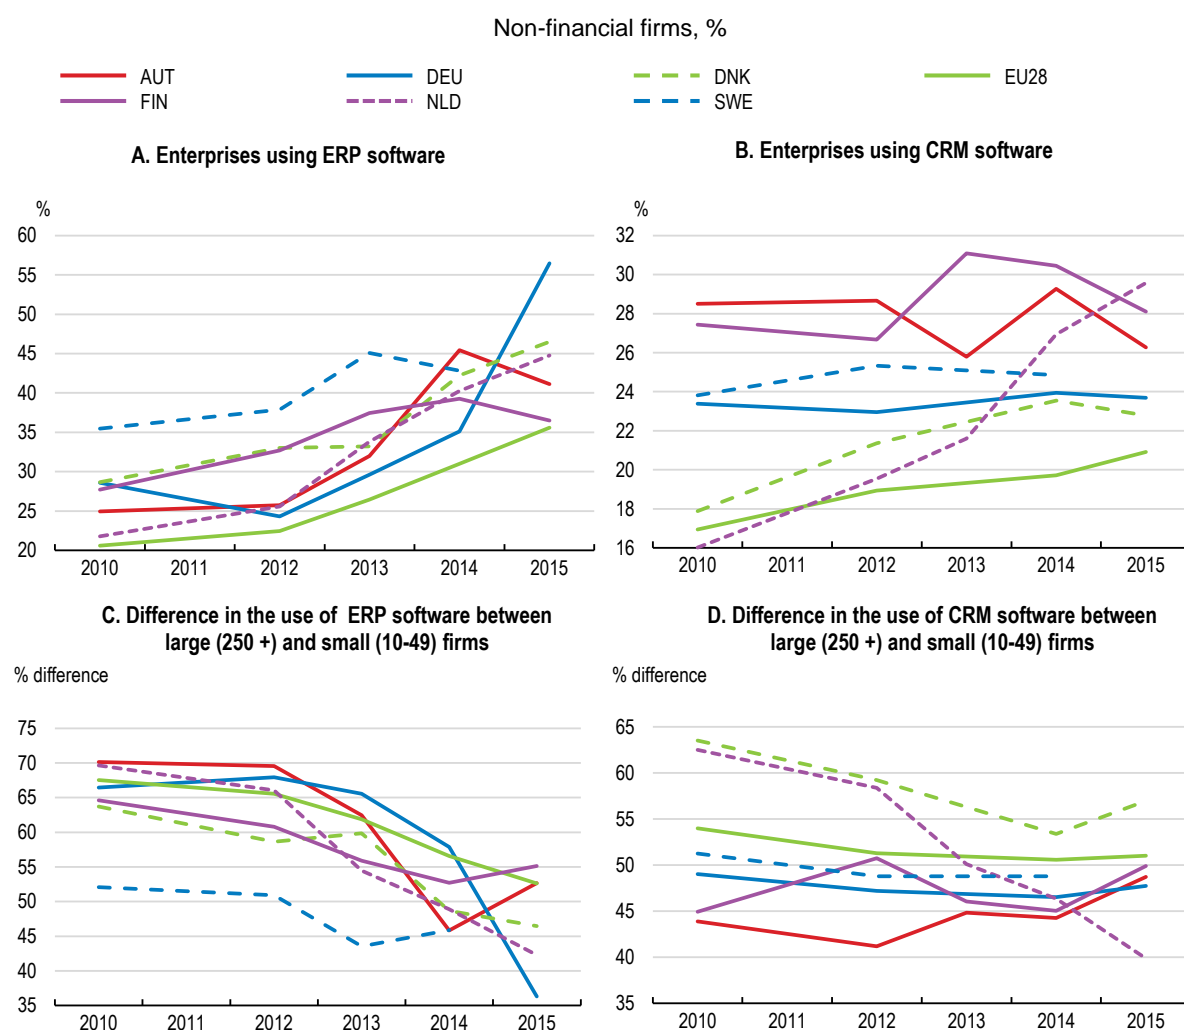 Non-financial firms, %
AUT DEU DNK EU28
FIN NLD SWE
A. Enterprises using ERP software
%
60
55
50
45
40
35
30
25
20
2010 2011 2012 2013 2014 2015
B. Enterprises using CRM software
%
32
30
28
26
24
22
20
18
16
2010 2011 2012 2013 2014 2015
C. Difference in the use of ERP software between
large (250 +) and small (10-49) firms
% difference
75
70
65
60
55
50
45
40
35
2010 2011 2012 2013 2014 2015
D. Difference in the use of CRM software between
large (250 +) and small (10-49) firms
% difference
65
60
55
50
45
40
35
2010 2011 2012 2013 2014 2015